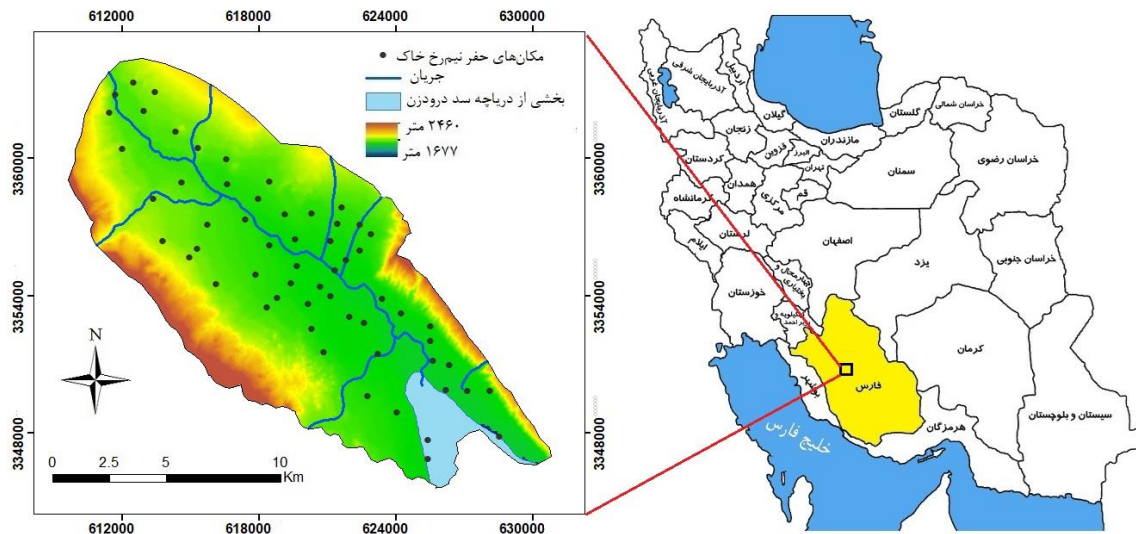 612000 618000 624000 630000
مکان‌های حفر نیم‌رخ خاک
جریان
بخشی از دریاچه سد درودزن
۲۴۶۰ متر
۱۶۷۷ متر
3360000
3354000
3348000
3360000
3354000
3348000
N
0 2.5 5 10
Km
612000 618000 624000 630000
آذربایجان غربی
آذربایجان شرقی
اردبیل
گیلان
زنجان
کردستان
قزوین
البرز
تهران
مازندران
گلستان
خراسان شمالی
خراسان رضوی
سمنان
همدان
کرمانشاه
مرکزی
قم
ایلام
لرستان
اصفهان
یزد
خراسان جنوبی
خوزستان
چهارمحال و
بختیاری
کهگیلویه و
بویر احمد
فارس
کرمان
بوشهر
هرمزگان
سیستان و بلوچستان
خلیج فارس